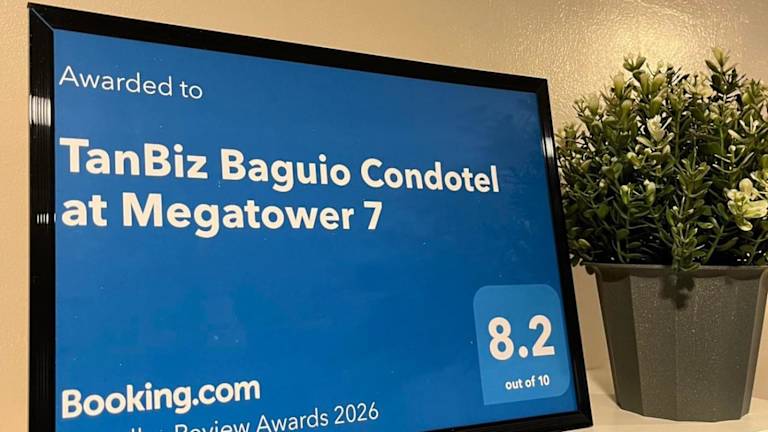 Awarded to
TanBiz Baguio Condotel
at Megatower 7
8.2
out of 10
Booking.com
Review Awards 2026